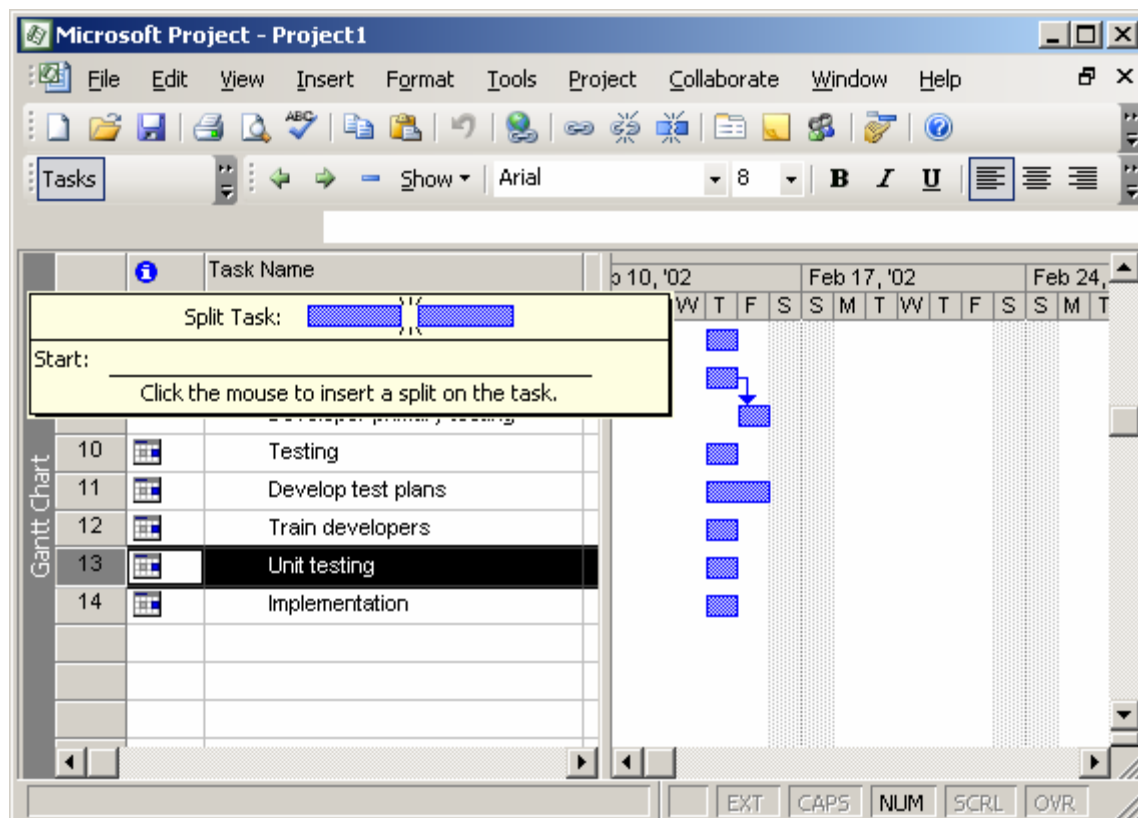 Microsoft Project - Project1
File Edit View Insert Format Tools Project Collaborate Window Help
ABC
Tasks Show Arial 8 B I U
Task Name
10, '02 Feb 17, '02 Feb 24,
W T F S S M T W T F S S M T
Split Task:
Start:
Click the mouse to insert a split on the task.
10 Testing
11 Develop test plans
12 Train developers
13 Unit testing
14 Implementation
Gantt Chart
EXT CAPS NUM SCRL OVR